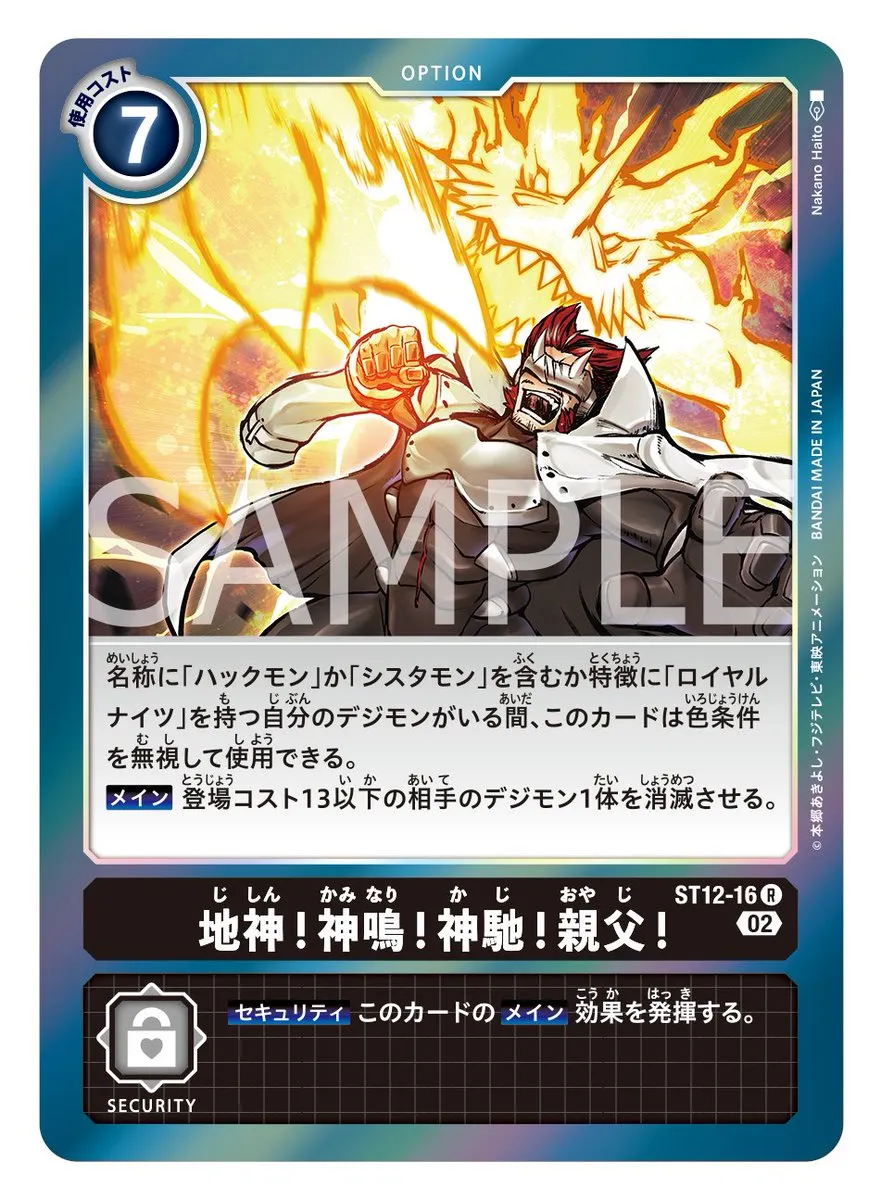 OPTION
使用コスト
7
Nakano Haito
BANDAI MADE IN JAPAN
© 本郷あきよし・フジテレビ・東映アニメーション
SAMPLE
名称に「ハックモン」か「シスタモン」を含むか特徴に「ロイヤル
ナイツ」を持つ自分のデジモンがいる間、このカードは色条件
を無視して使用できる。
メイン 登場コスト13以下の相手のデジモン1体を消滅させる。
ST12-16 R
02
地神!神鳴!神馳!親父!
セキュリティ このカードの メイン 効果を発揮する。
SECURITY